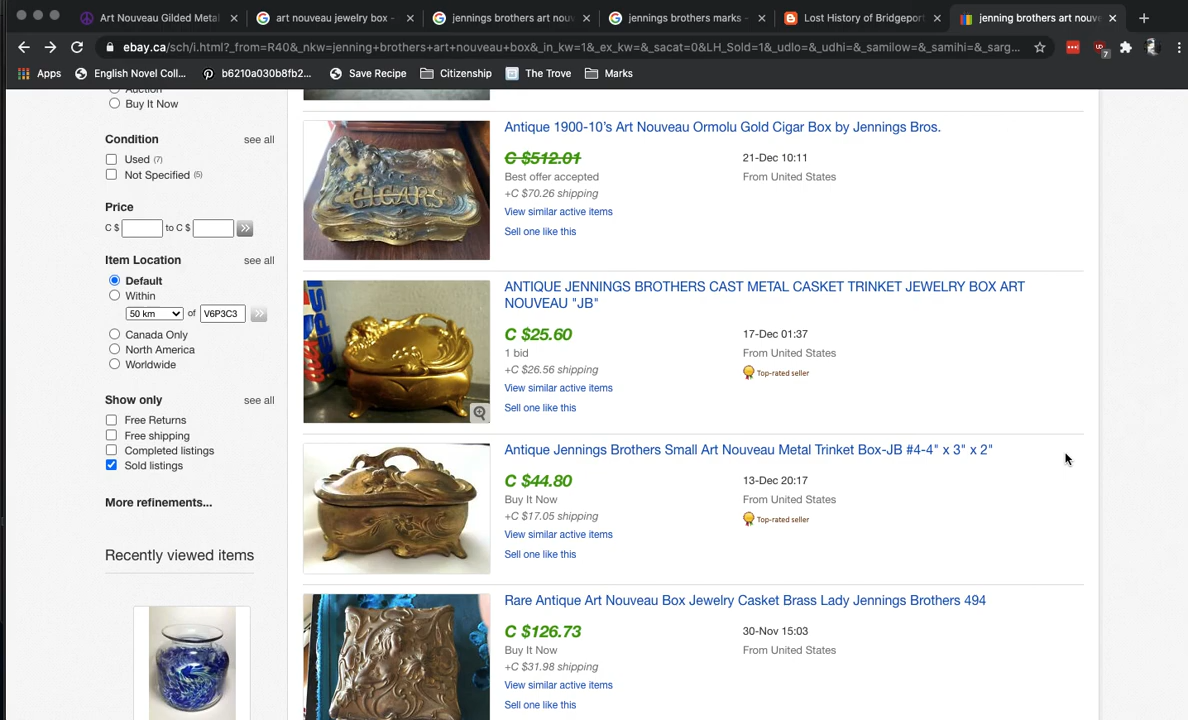 Art Nouveau Gilded Metal
art nouveau jewelry box -
jennings brothers art nouv
jennings brothers marks -
Lost History of Bridgeport
jenning brothers art nouve
ebay.ca/sch/i.html?_from=R40&_nkw=jenning+brothers+art+nouveau+box&_in_kw=1&_ex_kw=&_sacat=0&LH_Sold=1&_udlo=&_udhi=&_samilow=&_samihi=&_sarg...
7
Apps
English Novel Coll...
b6210a030b8fb2...
Save Recipe
Citizenship
The Trove
Marks
Auction
Buy It Now
Condition see all
Used (7)
Not Specified (5)
Price
C $ to C $
Item Location see all
Default
Within
50 km of V6P3C3
Canada Only
North America
Worldwide
Show only see all
Free Returns
Free shipping
Completed listings
Sold listings
More refinements...
Recently viewed items
CIGARS
Antique 1900-10's Art Nouveau Ormolu Gold Cigar Box by Jennings Bros.
C $512.01 21-Dec 10:11
Best offer accepted From United States
+C $70.26 shipping
View similar active items
Sell one like this
ANTIQUE JENNINGS BROTHERS CAST METAL CASKET TRINKET JEWELRY BOX ART
NOUVEAU "JB"
C $25.60 17-Dec 01:37
1 bid From United States
+C $26.56 shipping Top-rated seller
View similar active items
Sell one like this
Antique Jennings Brothers Small Art Nouveau Metal Trinket Box-JB #4-4" x 3" x 2"
C $44.80 13-Dec 20:17
Buy It Now From United States
+C $17.05 shipping Top-rated seller
View similar active items
Sell one like this
Rare Antique Art Nouveau Box Jewelry Casket Brass Lady Jennings Brothers 494
C $126.73 30-Nov 15:03
Buy It Now From United States
+C $31.98 shipping
View similar active items
Sell one like this